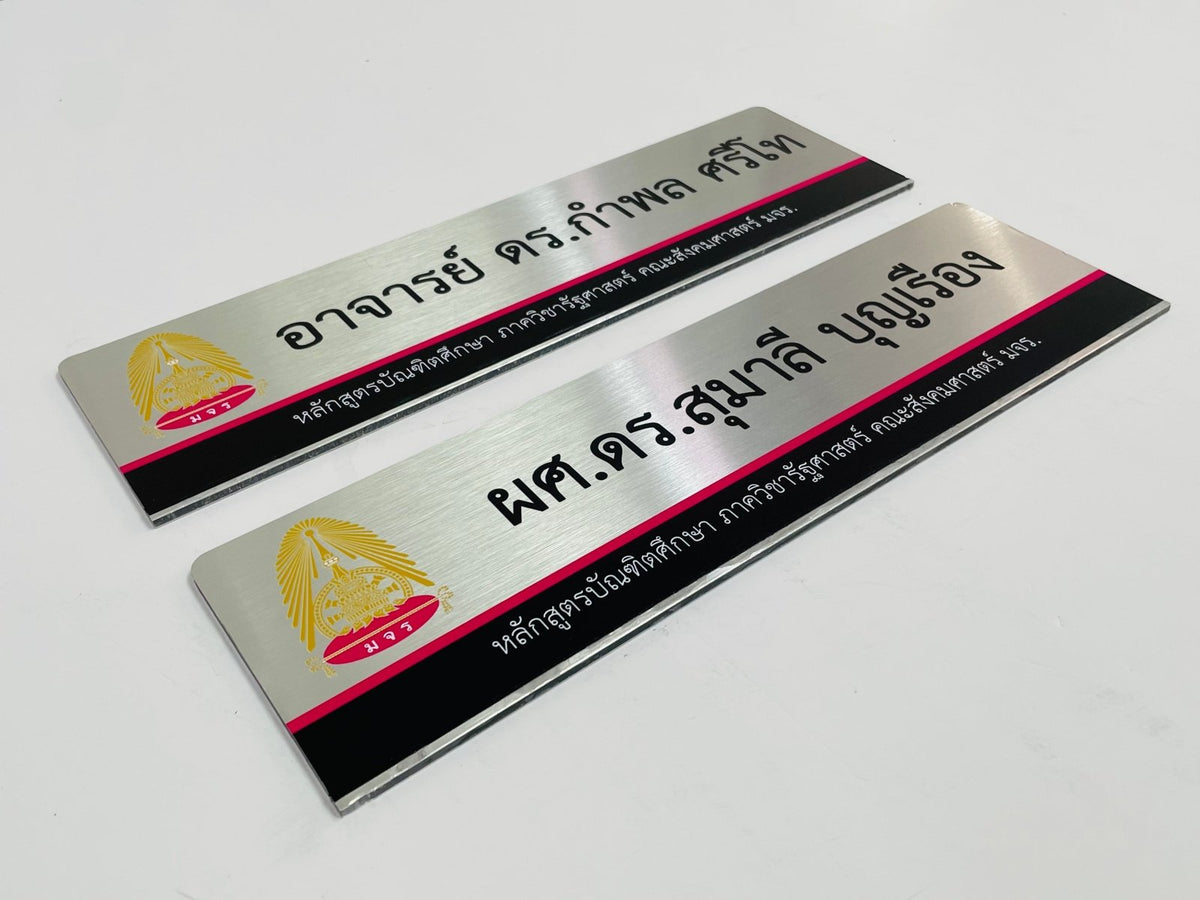 อาจารย์ ดร.กำพล ศรีโท
หลักสูตรบัณฑิตศึกษา ภาควิชารัฐศาสตร์ คณะสังคมศาสตร์ มจร.
ม จ ร
ผศ.ดร.สุมาลี บุญเรือง
หลักสูตรบัณฑิตศึกษา ภาควิชารัฐศาสตร์ คณะสังคมศาสตร์ มจร.
ม จ ร